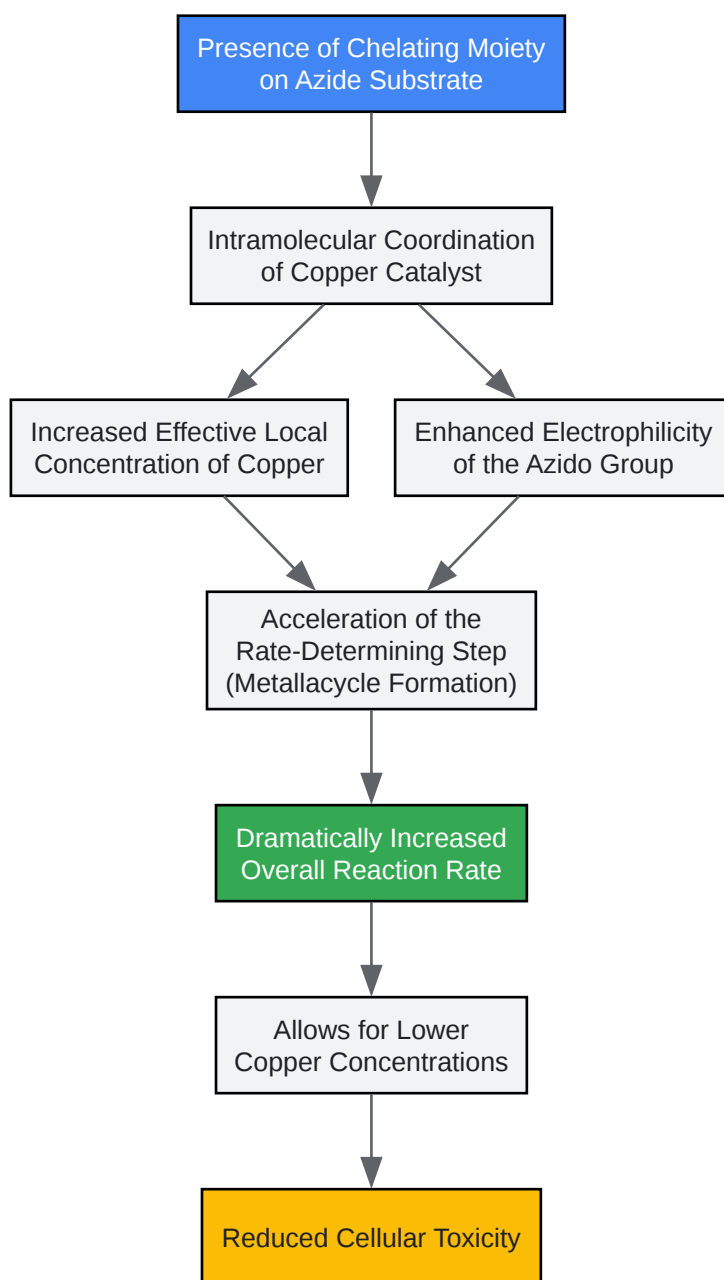 Presence of Chelating Moiety
on Azide Substrate
Intramolecular Coordination
of Copper Catalyst
Increased Effective Local
Concentration of Copper
Enhanced Electrophilicity
of the Azido Group
Acceleration of the
Rate-Determining Step
(Metallacycle Formation)
Dramatically Increased
Overall Reaction Rate
Allows for Lower
Copper Concentrations
Reduced Cellular Toxicity